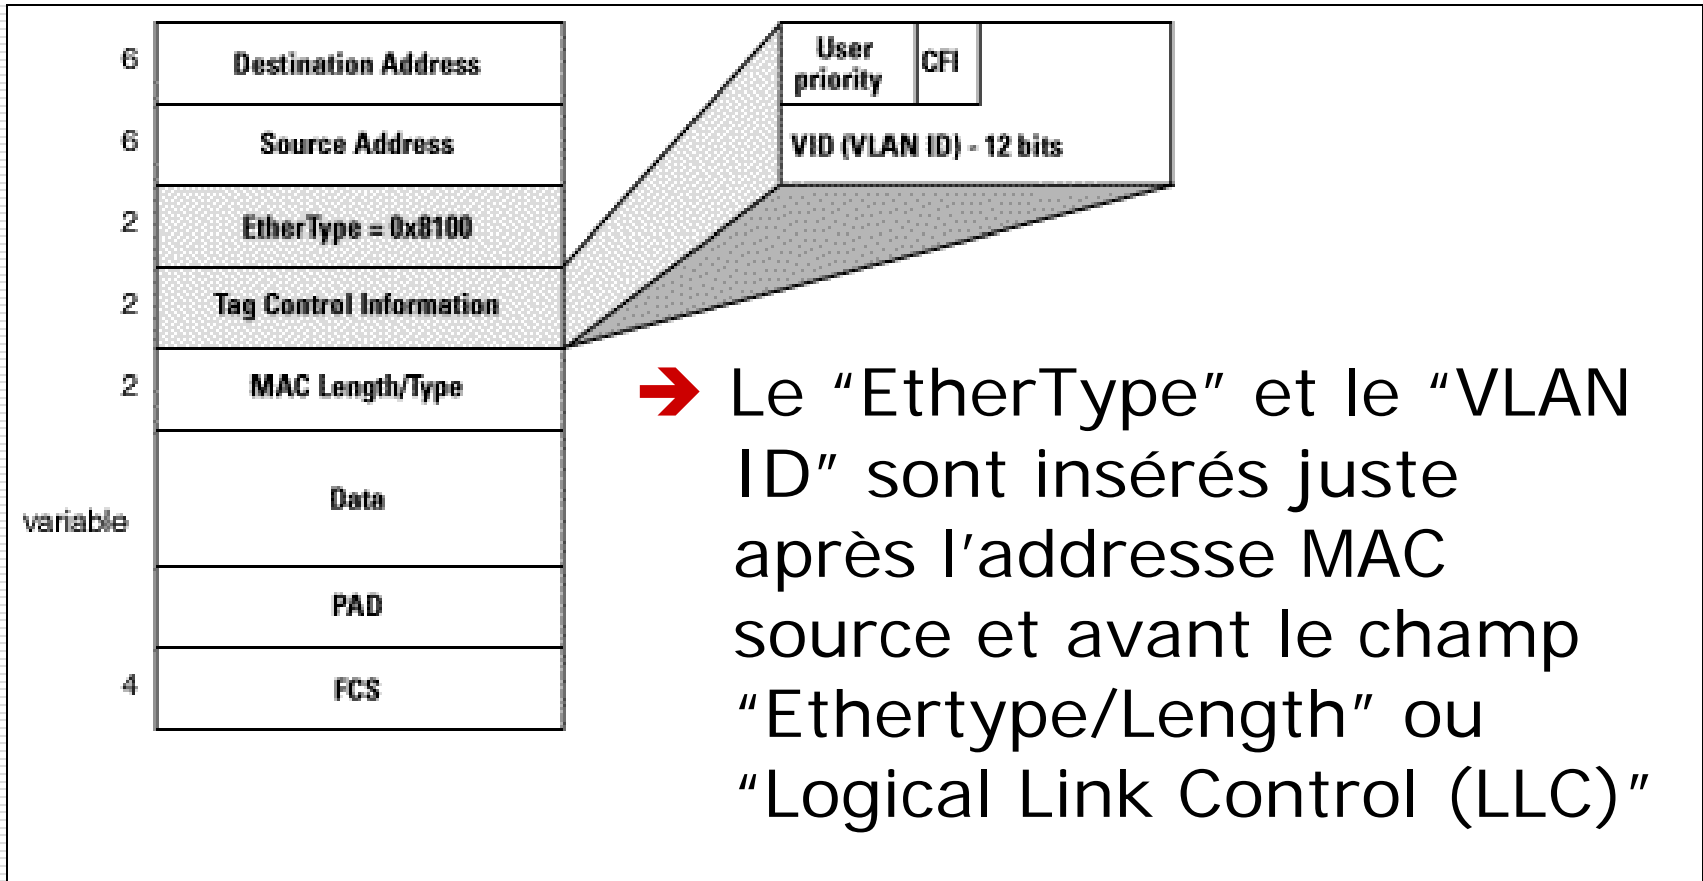 6
Destination Address
6
Source Address
2
EtherType = 0x8100
2
Tag Control Information
2
MAC Length/Type
variable
Data
PAD
4
FCS
User
priority
CFI
VID (VLAN ID) - 12 bits
Le “EtherType” et le “VLAN
ID” sont insérés juste
après l’addresse MAC
source et avant le champ
“Ethertype/Length” ou
“Logical Link Control (LLC)”